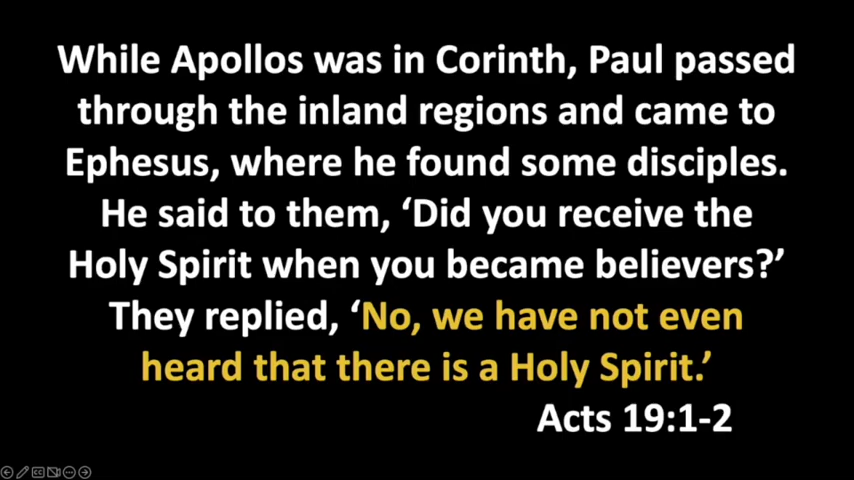 While Apollos was in Corinth, Paul passed
through the inland regions and came to
Ephesus, where he found some disciples.
He said to them, ‘Did you receive the
Holy Spirit when you became believers?’
They replied, ‘No, we have not even
heard that there is a Holy Spirit.’
Acts 19:1-2